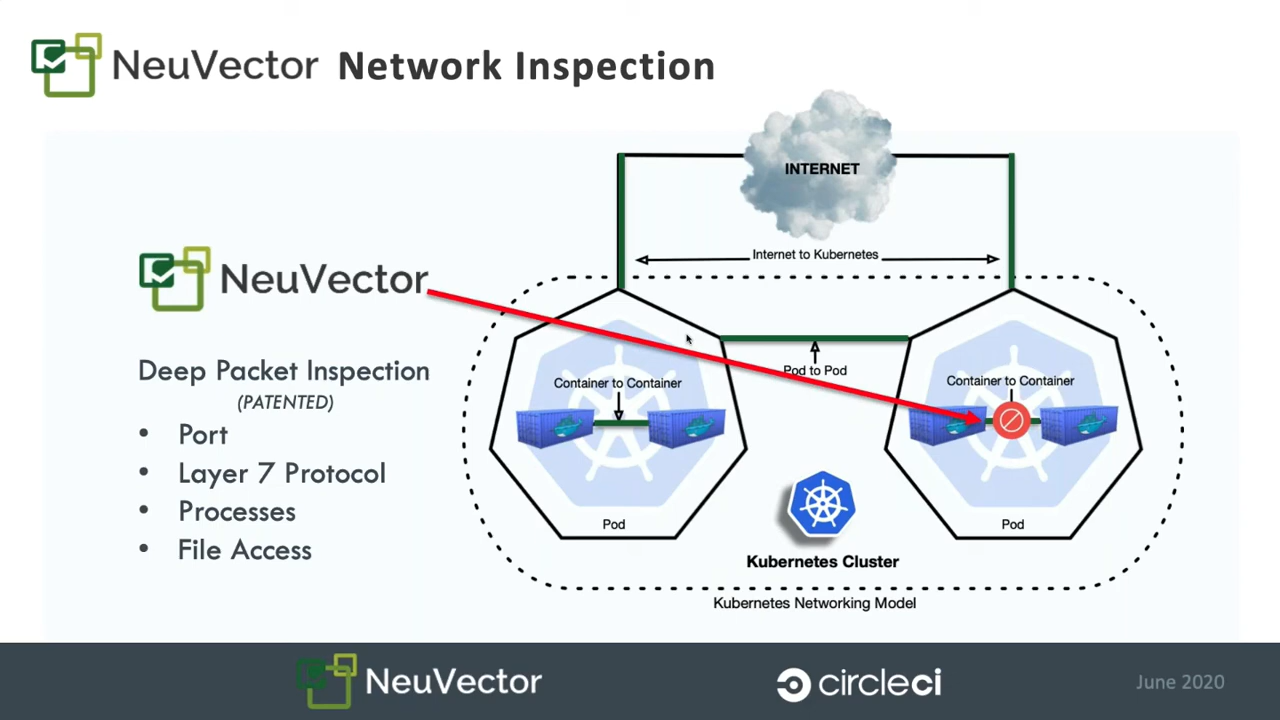 NeuVector Network Inspection
INTERNET
Internet to Kubernetes
NeuVector
Deep Packet Inspection
(PATENTED)
• Port
• Layer 7 Protocol
• Processes
• File Access
Pod to Pod
Container to Container
Container to Container
Pod
Pod
Kubernetes Cluster
Kubernetes Networking Model
NeuVector
circleci
June 2020